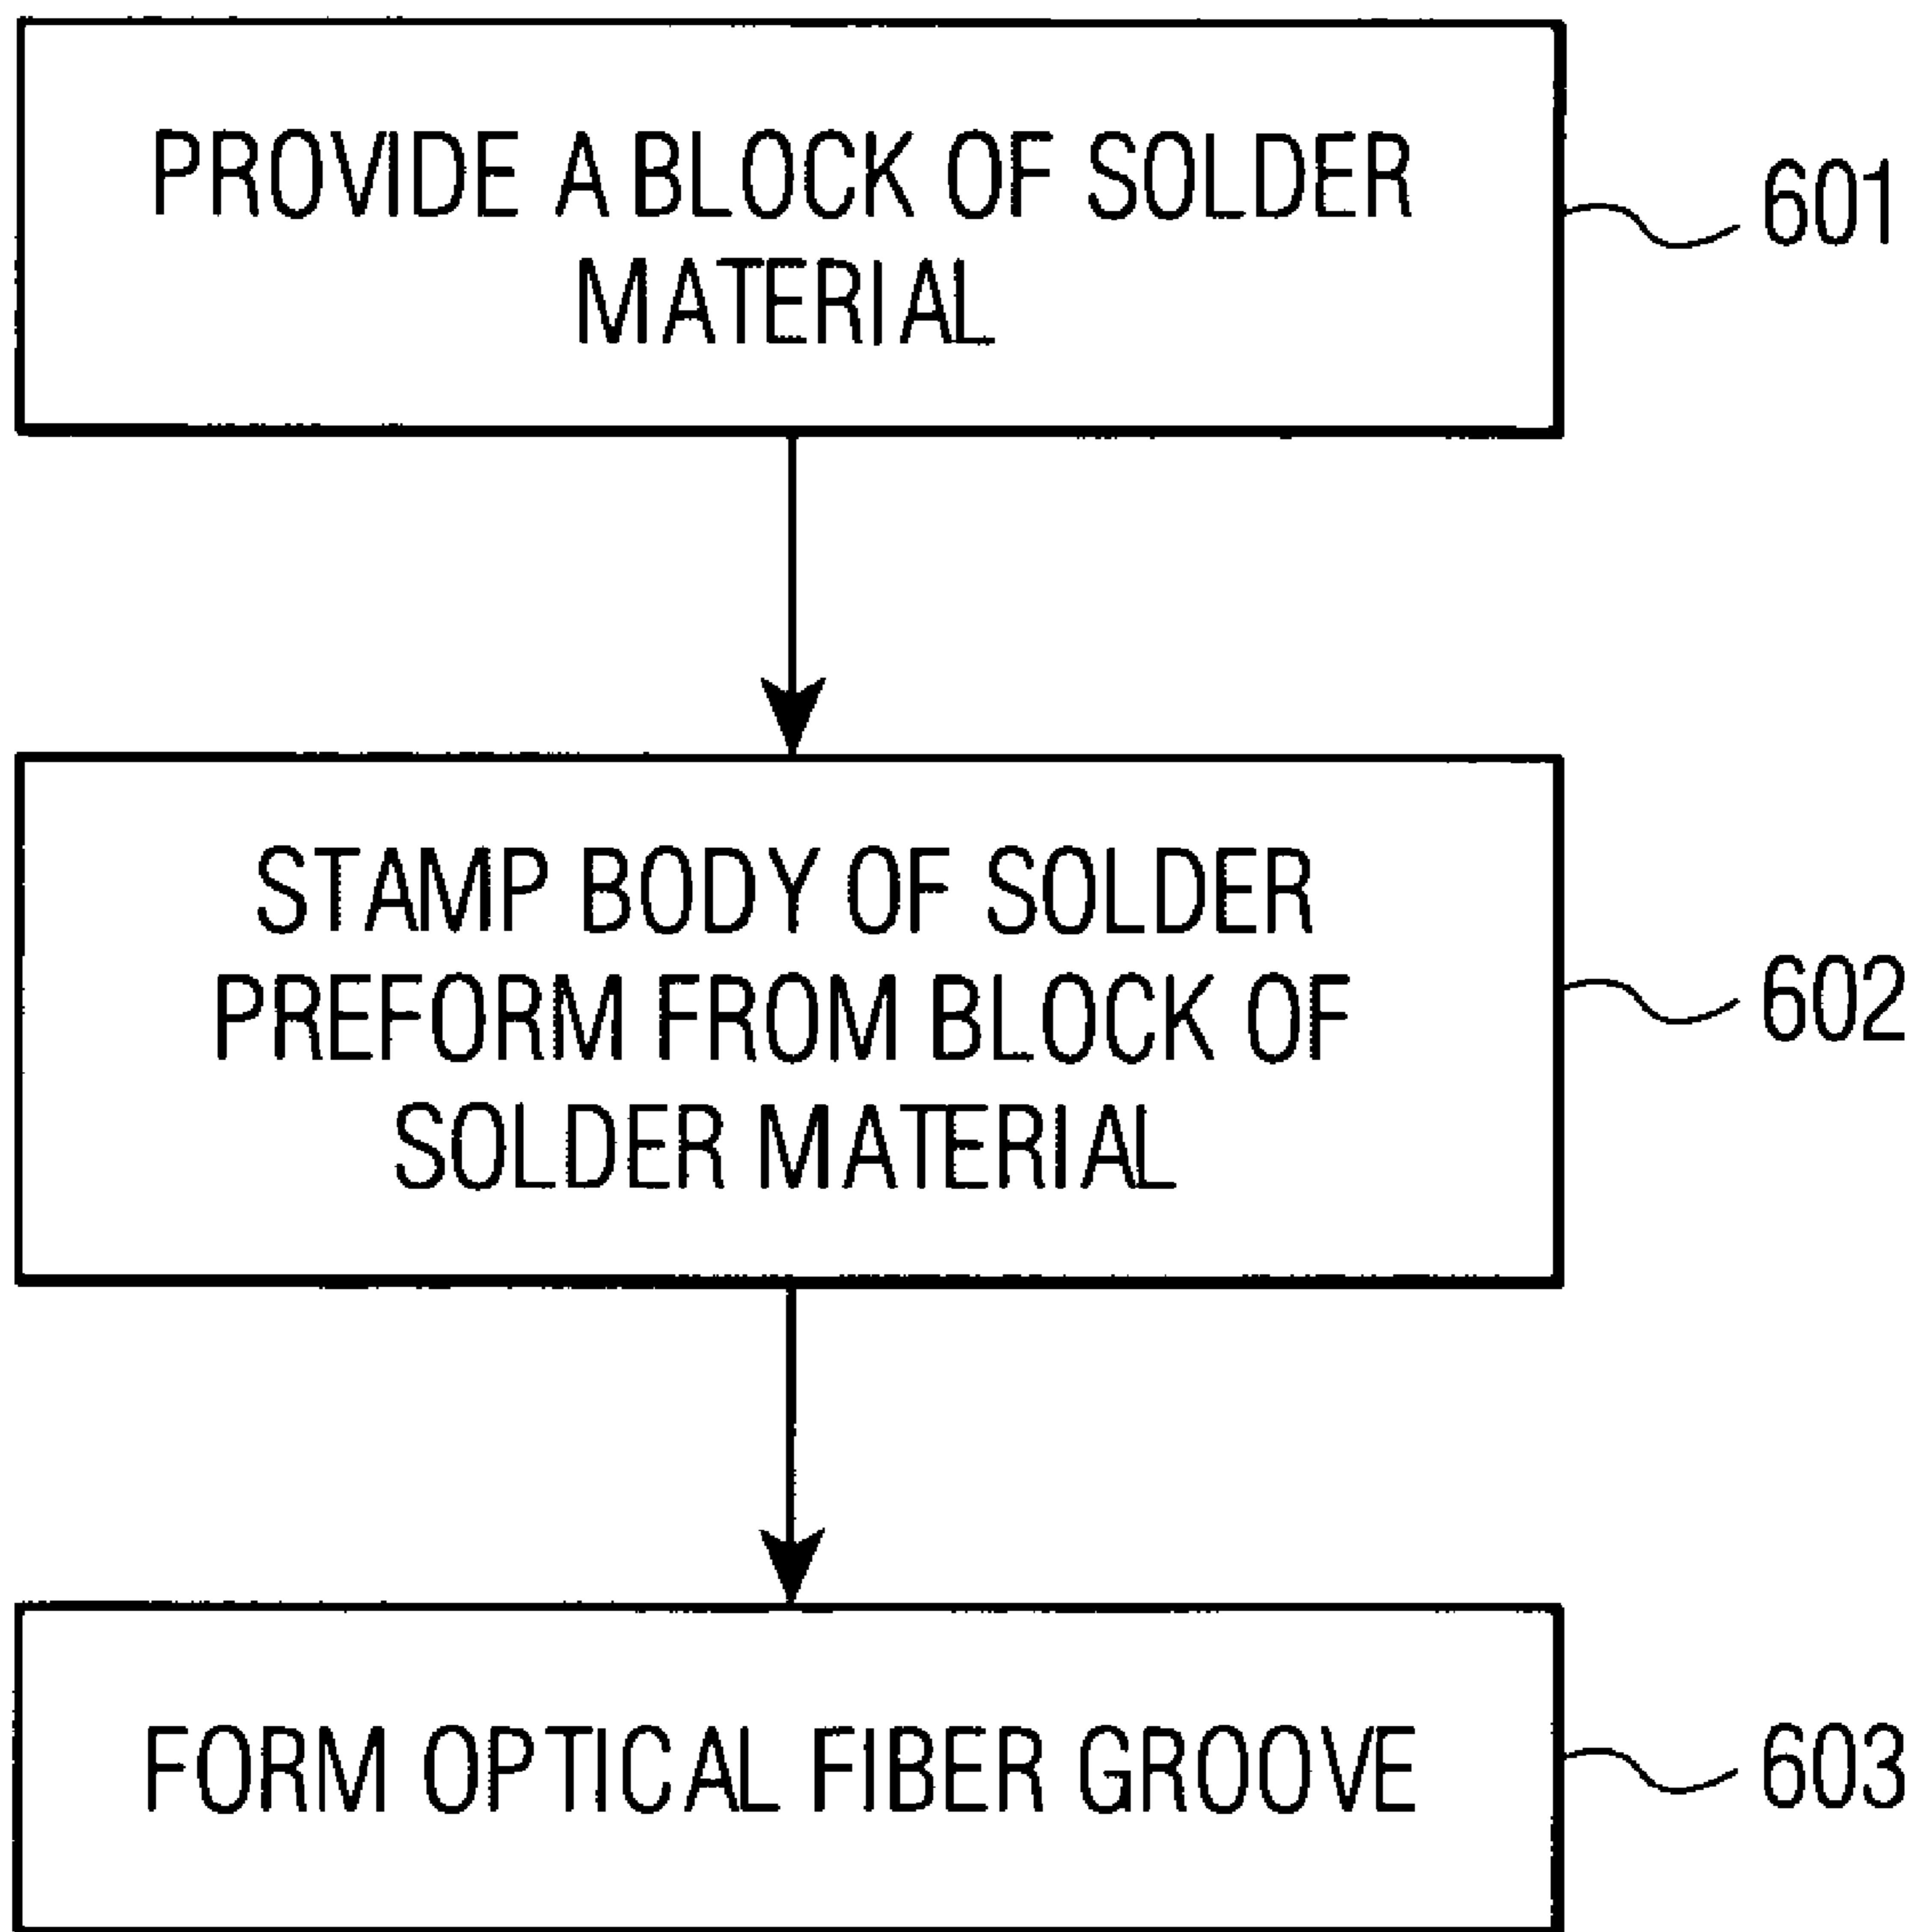 PROVIDE A BLOCK OF SOLDER
MATERIAL
601
STAMP BODY OF SOLDER
PREFORM FROM BLOCK OF
SOLDER MATERIAL
602
FORM OPTICAL FIBER GROOVE
603